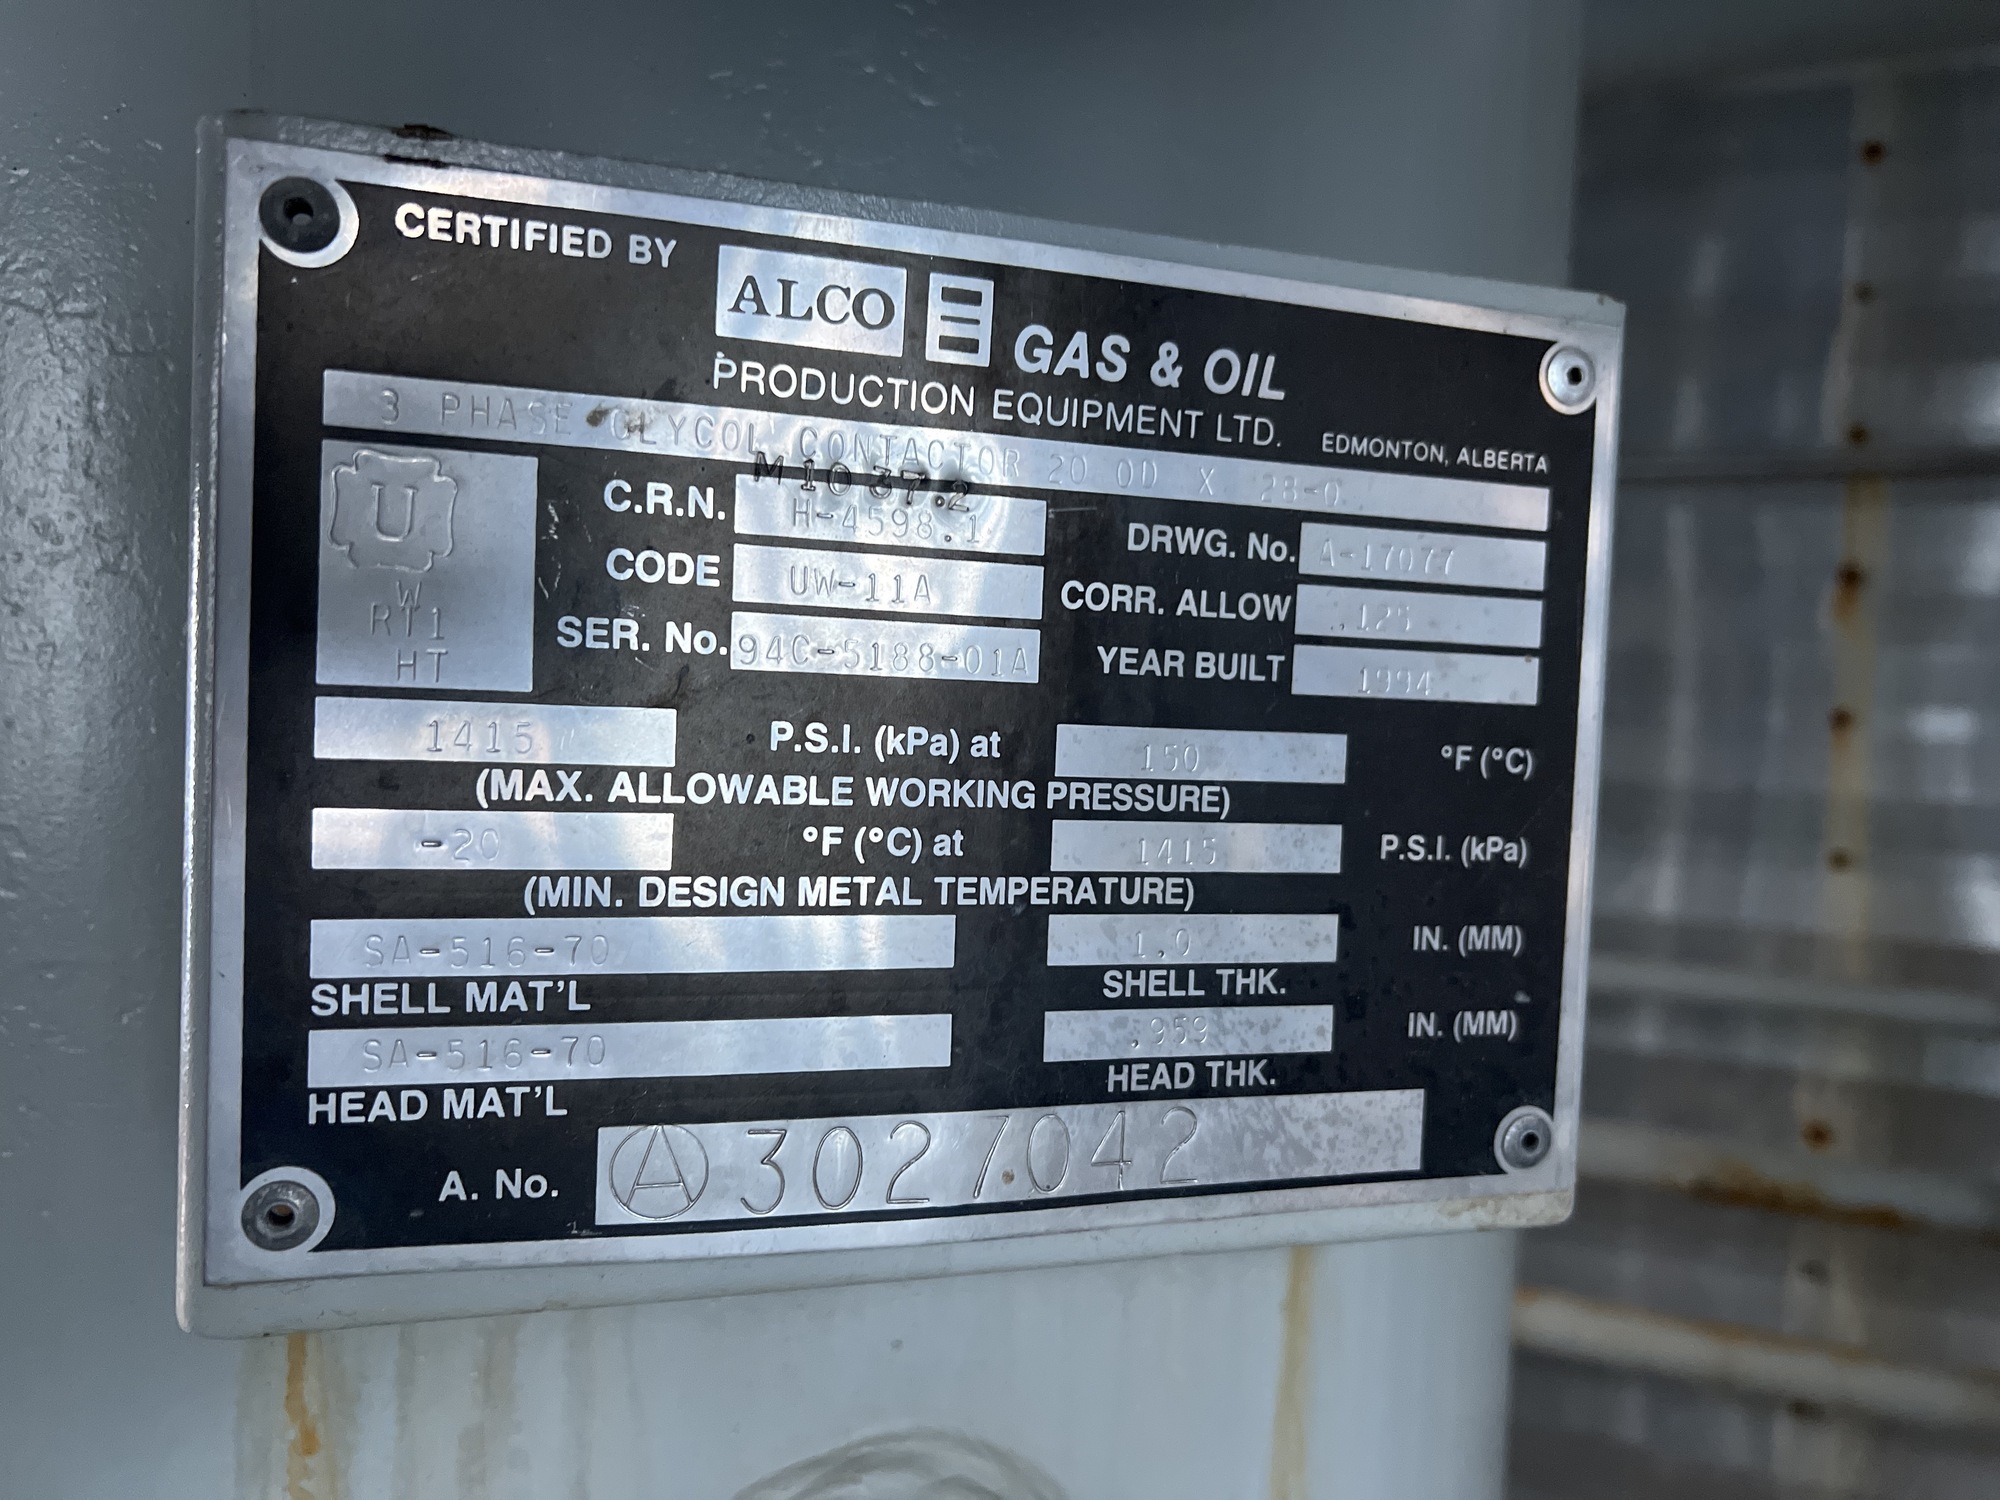 CERTIFIED BY ALCO GAS & OIL
PRODUCTION EQUIPMENT LTD. EDMONTON, ALBERTA
3 PHASE GLYCOL CONTACTOR 20 OD X 28-0
M1037.2
U
W
RT1
HT
C.R.N. H-4598.1 DRWG. No. A-17077
CODE UW-11A CORR. ALLOW .125
SER. No. 94C-5188-01A YEAR BUILT 1994
1415 P.S.I. (kPa) at 150 °F (°C)
(MAX. ALLOWABLE WORKING PRESSURE)
-20 °F (°C) at 1415 P.S.I. (kPa)
(MIN. DESIGN METAL TEMPERATURE)
SA-516-70 1.0 IN. (MM)
SHELL MAT'L SHELL THK.
SA-516-70 .959 IN. (MM)
HEAD MAT'L HEAD THK.
A. No. A 3027042